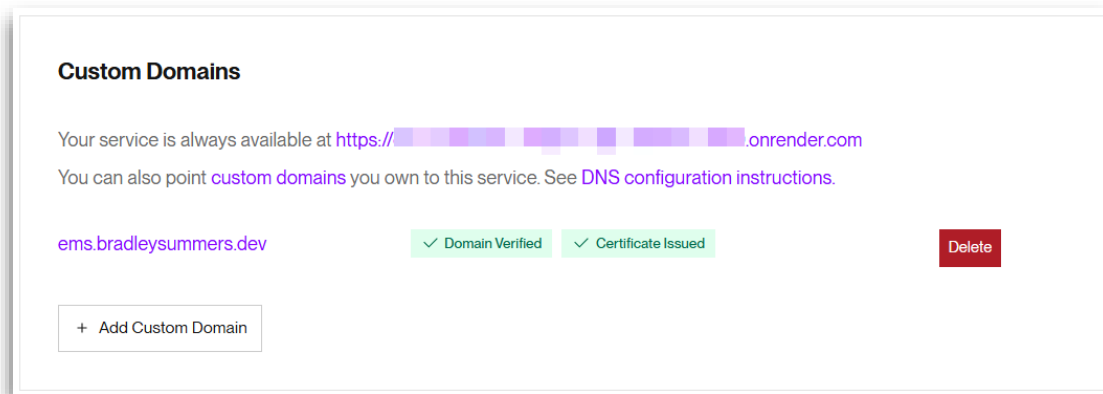 Custom Domains
Your service is always available at https:// .onrender.com
You can also point custom domains you own to this service. See DNS configuration instructions.
ems.bradleysummers.dev ✓ Domain Verified ✓ Certificate Issued Delete
+ Add Custom Domain